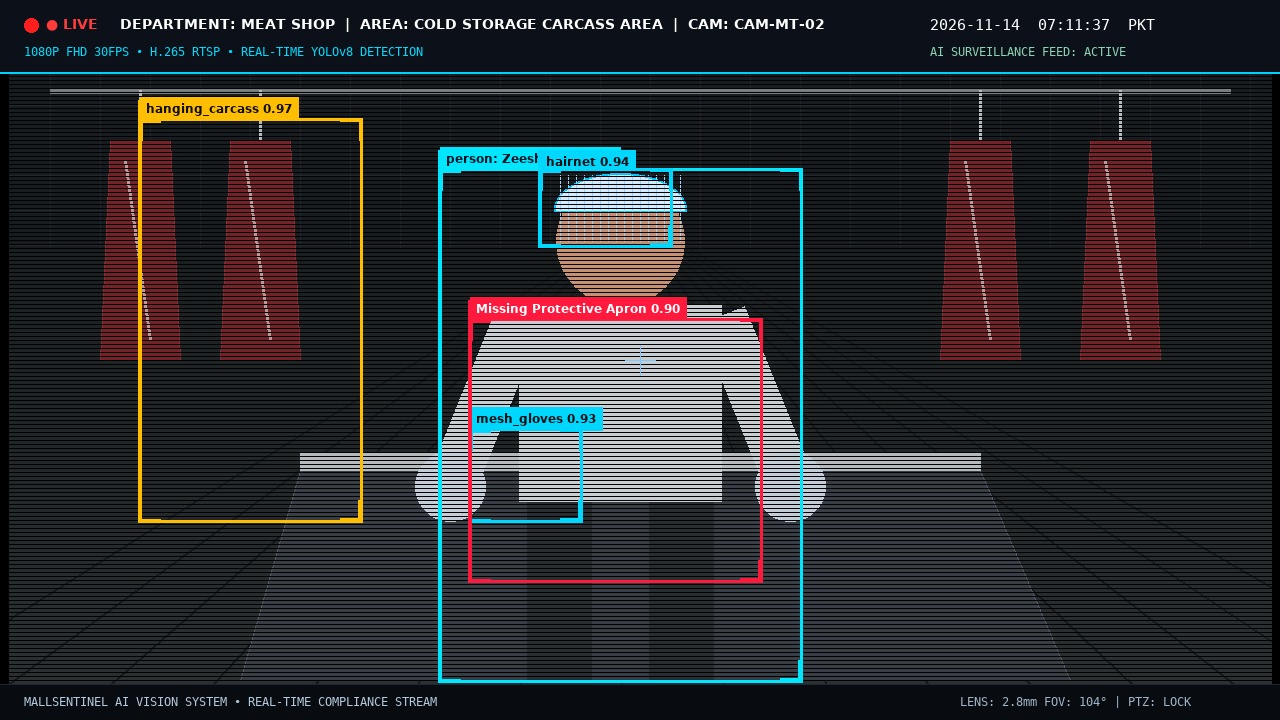 ● LIVE
DEPARTMENT: MEAT SHOP | AREA: COLD STORAGE CARCASS AREA | CAM: CAM-MT-02
2026-11-14 07:11:37 PKT
1080P FHD 30FPS • H.265 RTSP • REAL-TIME YOLOv8 DETECTION
AI SURVEILLANCE FEED: ACTIVE
hanging_carcass 0.97
person:
hairnet 0.94
Missing Protective Apron 0.90
mesh_gloves 0.93
MALLSENTINEL AI VISION SYSTEM • REAL-TIME COMPLIANCE STREAM
LENS: 2.8mm FOV: 104° | PTZ: LOCK